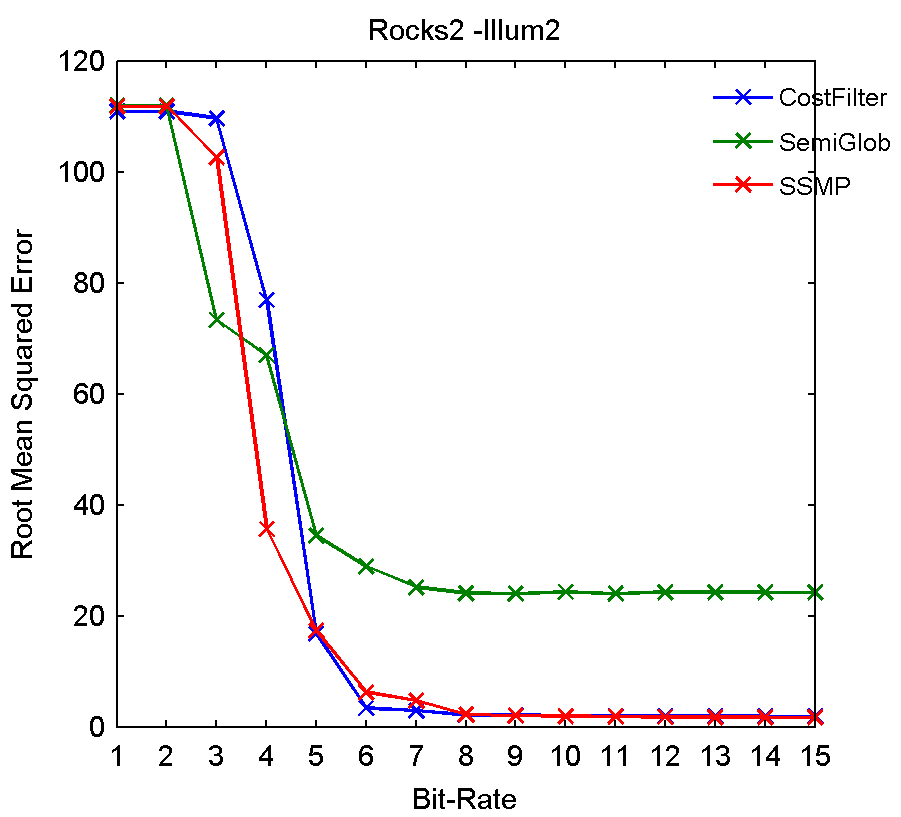 Rocks2 -Illum2
120
100
80
60
40
20
0
Root Mean Squared Error
CostFilter
SemiGlob
SSMP
1 2 3 4 5 6 7 8 9 10 11 12 13 14 15
Bit-Rate